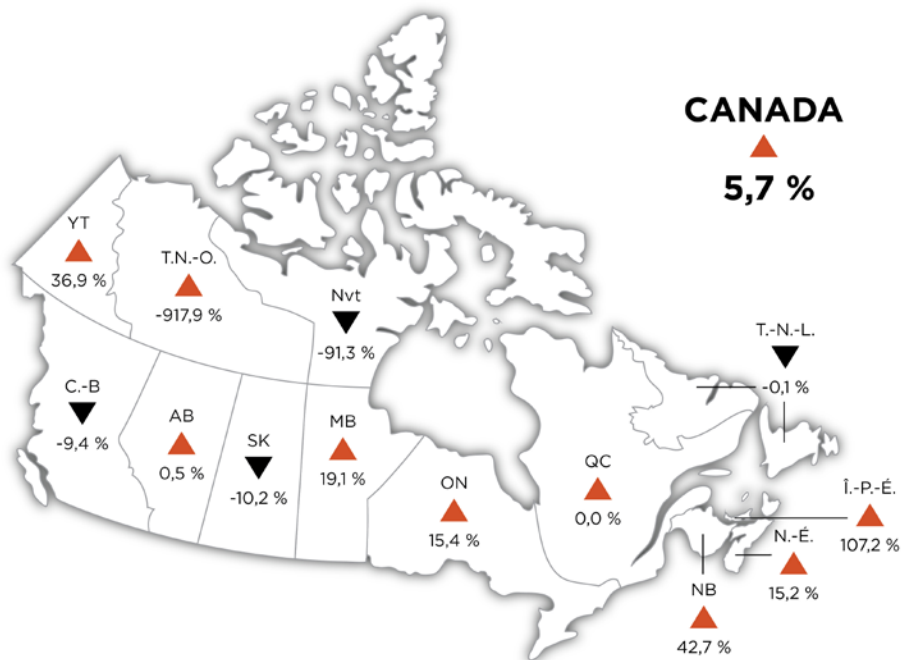 CANADA
5,7 %
YT
36,9 %
T.N.-O.
-917,9 %
Nvt
-91,3 %
T.-N.-L.
-0,1 %
C.-B
-9,4 %
AB
0,5 %
SK
-10,2 %
MB
19,1 %
ON
15,4 %
QC
0,0 %
Î.-P.-É.
107,2 %
N.-É.
15,2 %
NB
42,7 %